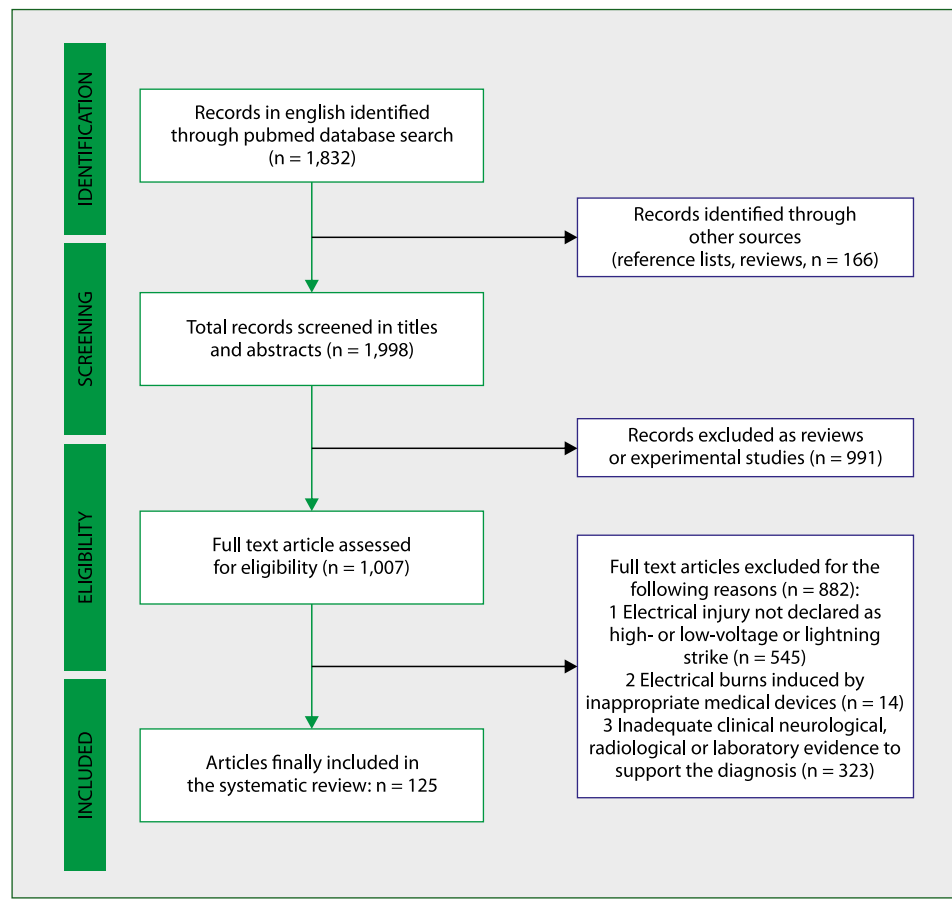 IDENTIFICATION
Records in english identified
through pubmed database search
(n = 1,832)
Records identified through
other sources
(reference lists, reviews, n = 166)
SCREENING
Total records screened in titles
and abstracts (n = 1,998)
Records excluded as reviews
or experimental studies (n = 991)
ELIGIBILITY
Full text article assessed
for eligibility (n = 1,007)
Full text articles excluded for the
following reasons (n = 882):
1 Electrical injury not declared as
high- or low-voltage or lightning
strike (n = 545)
2 Electrical burns induced by
inappropriate medical devices (n = 14)
3 Inadequate clinical neurological,
radiological or laboratory evidence to
support the diagnosis (n = 323)
INCLUDED
Articles finally included in
the systematic review: n = 125